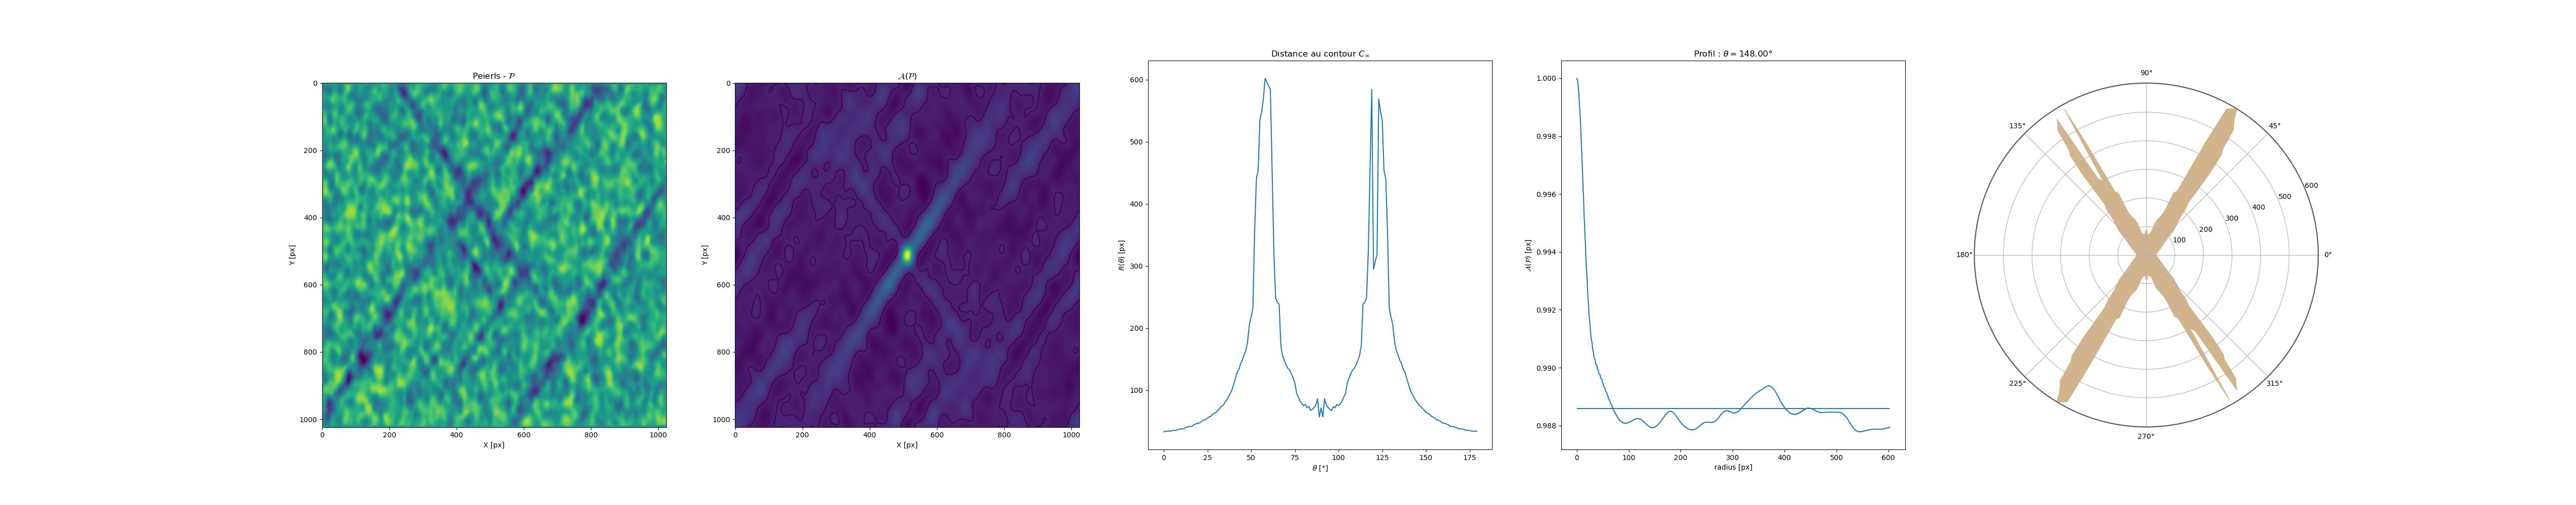 Peierls - 𝒫
0
200
400
600
800
1000
Y [px]
0 200 400 600 800 1000
X [px]
𝒜(𝒫)
0
200
400
600
800
1000
Y [px]
0 200 400 600 800 1000
X [px]
Distance au contour C∞
600
500
400
300
200
100
R(θ) [px]
0 25 50 75 100 125 150 175
θ [°]
Profil : θ = 148.00°
1.000
0.998
0.996
0.994
0.992
0.990
0.988
𝒜(𝒫) [px]
0 100 200 300 400 500 600
radius [px]
90°
135° 45°
600
500
400
300
200
100
180° 0°
225° 315°
270°